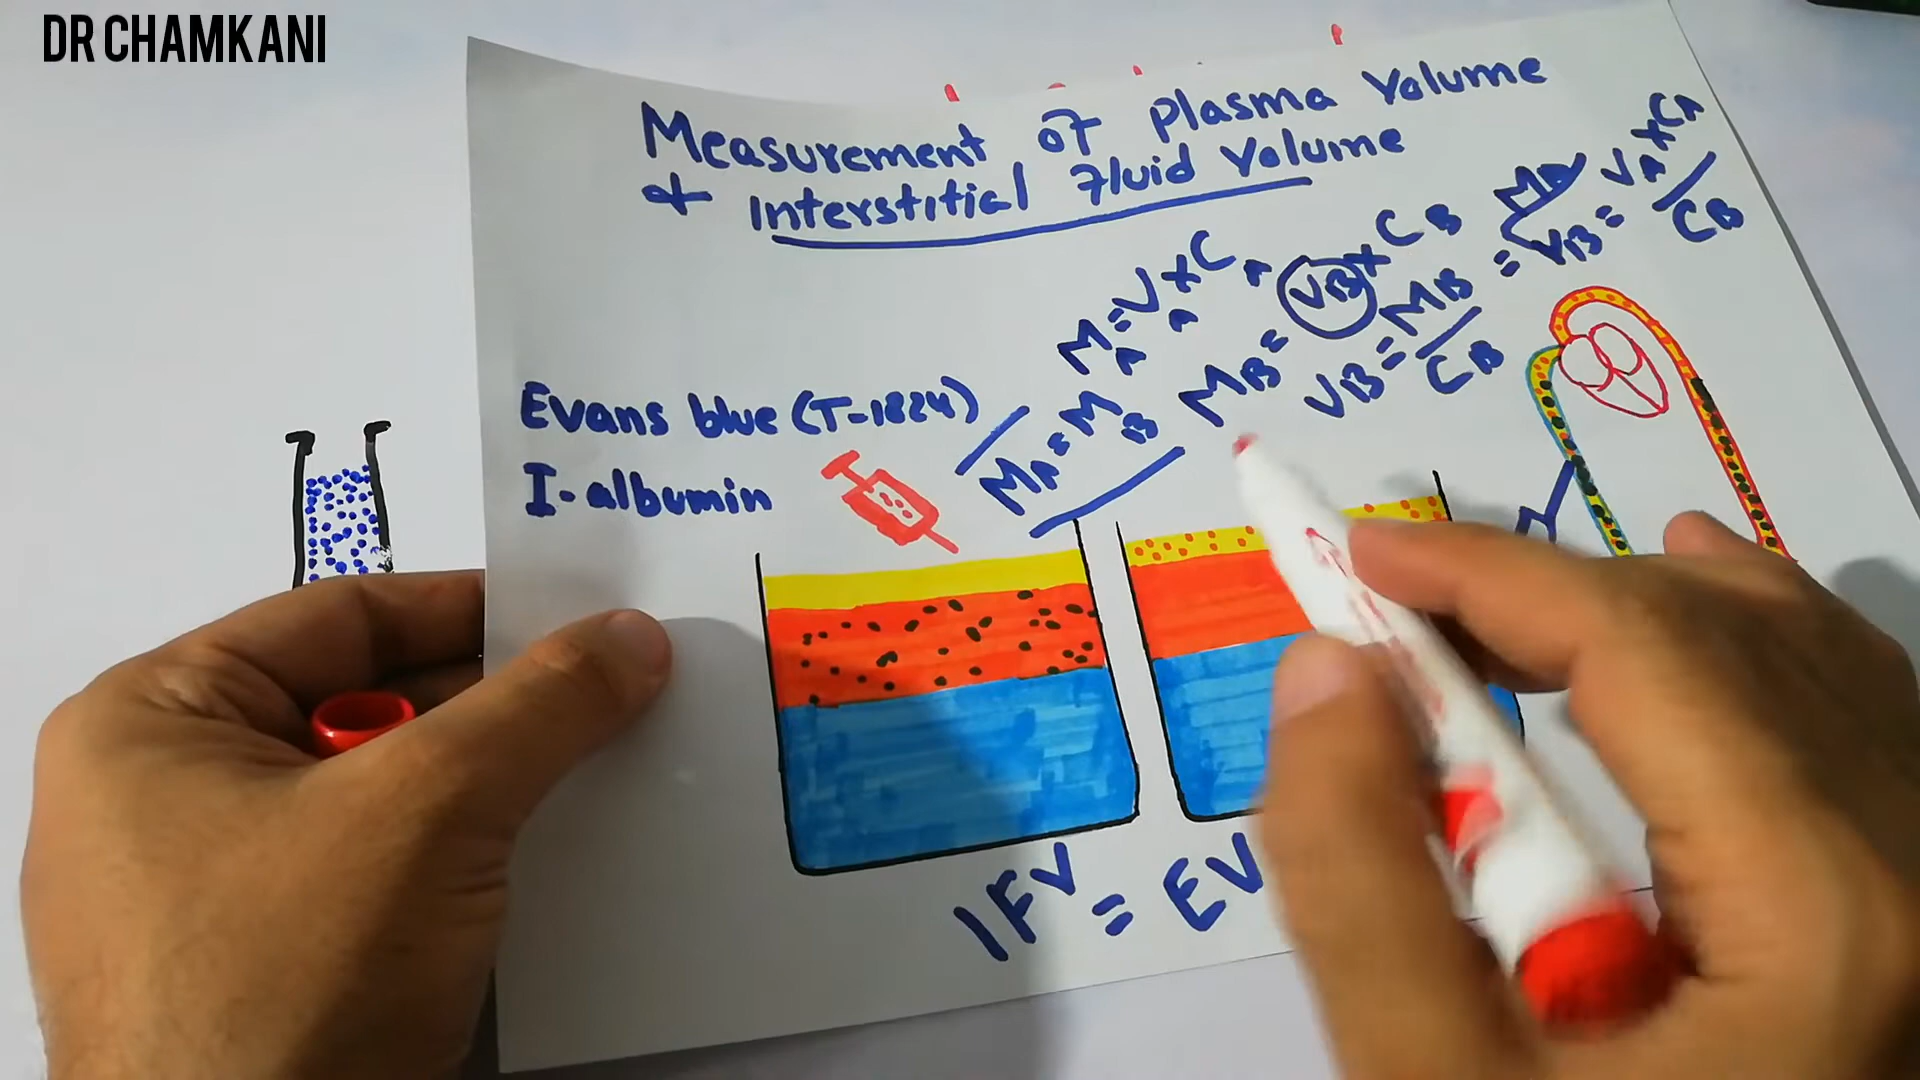 DR CHAMKANI
Measurement of Plasma Volume
& Interstitial Fluid Volume
Evans blue (T-1824)
I-albumin
MA = VA × CA
MB = VB × CB
MA = MB
VB = MB / CB = VB = VA × CA / CB
IFV = EV